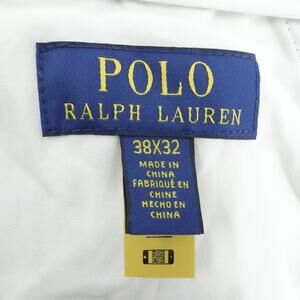 POLO
RALPH LAUREN
38X32
MADE IN
CHINA
FABRIQUÉ EN
CHINE
HECHO EN
CHINA